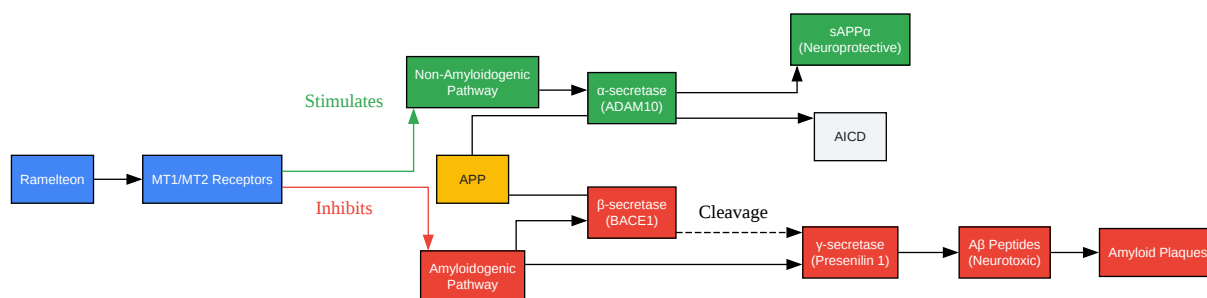 sAPPα
(Neuroprotective)
Non-Amyloidogenic
Pathway
α-secretase
(ADAM10)
Stimulates
AICD
Ramelteon
MT1/MT2 Receptors
APP
Inhibits
β-secretase
(BACE1)
Cleavage
γ-secretase
(Presenilin 1)
Aβ Peptides
(Neurotoxic)
Amyloid Plaques
Amyloidogenic
Pathway